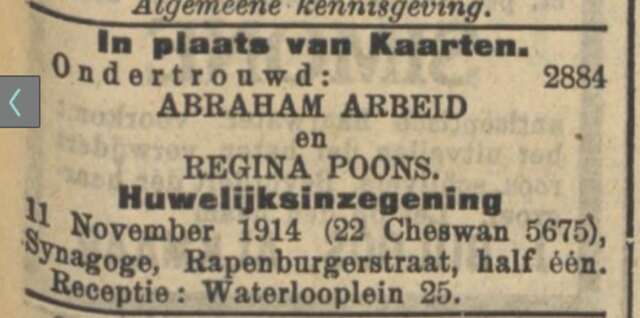 Algemeene kennisgeving.
In plaats van Kaarten.
Ondertrouwd: 2884
ABRAHAM ARBEID
en
REGINA POONS.
Huwelijksinzegening
11 November 1914 (22 Cheswan 5675),
Synagoge, Rapenburgerstraat, half één.
Receptie: Waterlooplein 25.